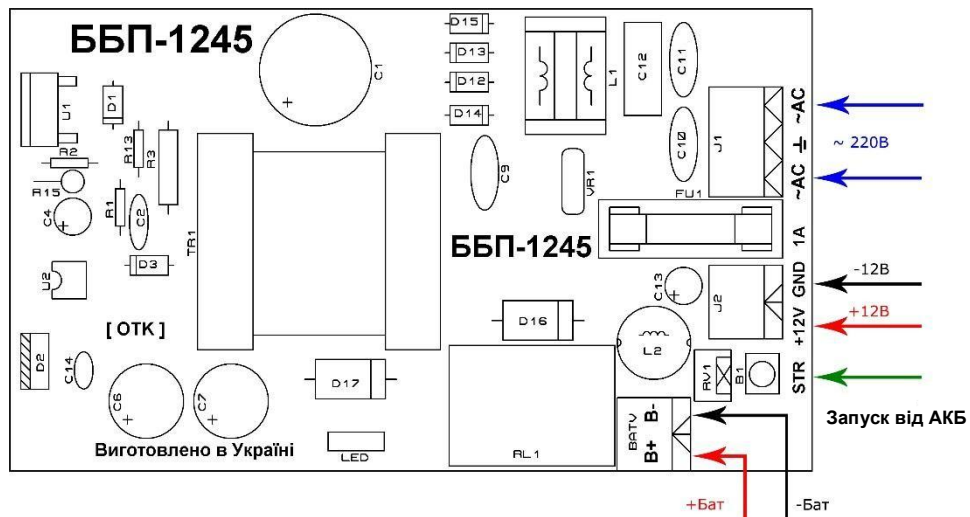 ББП-1245
D15
D13
D12
D14
C1
L1
C12
C11
C10
C9
VR1
J1
~AC
⏚
~AC
~ 220В
FU1
1A
U1
D1
R2
R15
C4
R13
R3
R1
C2
D3
U2
TR1
ББП-1245
[ ОТК ]
D2
C14
C6
C7
D16
D17
C13
L2
J2
GND
+12V
-12В
+12В
RV1
B1
STR
Запуск від АКБ
BATV
B-
B+
RL1
LED
Виготовлено в Україні
+Бат
-Бат